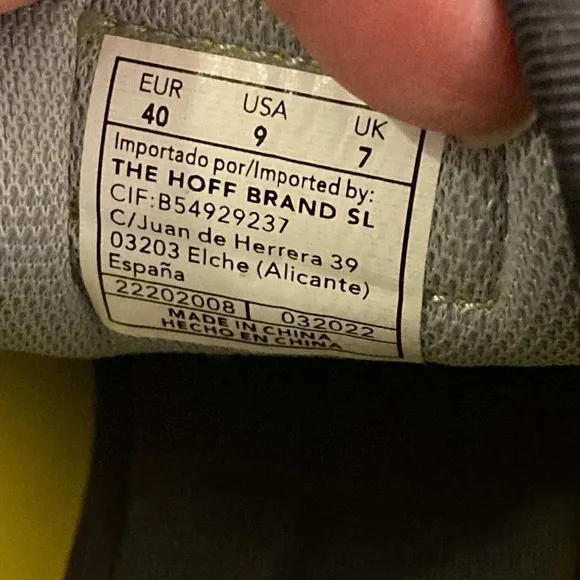 EUR USA UK
40 9 7
Importado por/Imported by:
THE HOFF BRAND SL
CIF:B54929237
C/Juan de Herrera 39
03203 Elche (Alicante)
España
22202008 032022
MADE IN CHINA
HECHO EN CHINA